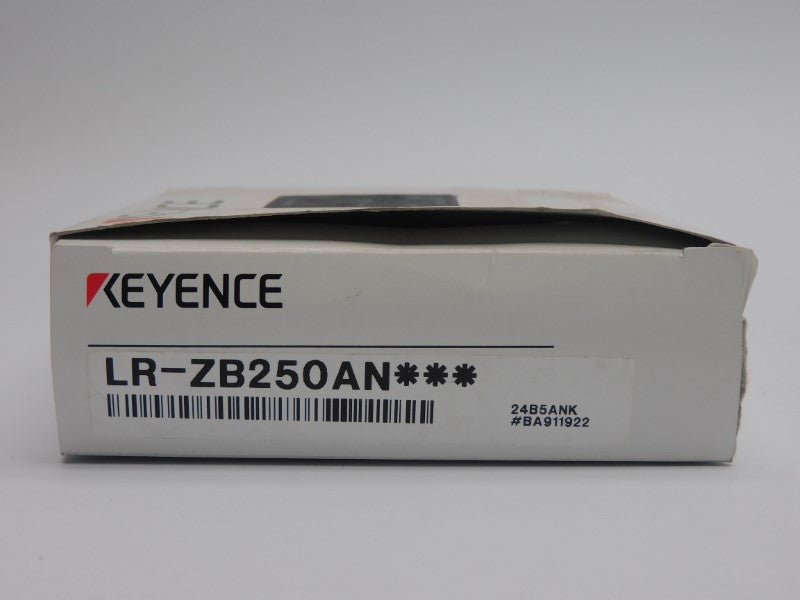 KEYENCE
LR-ZB250AN***
24B5ANK
#BA911922